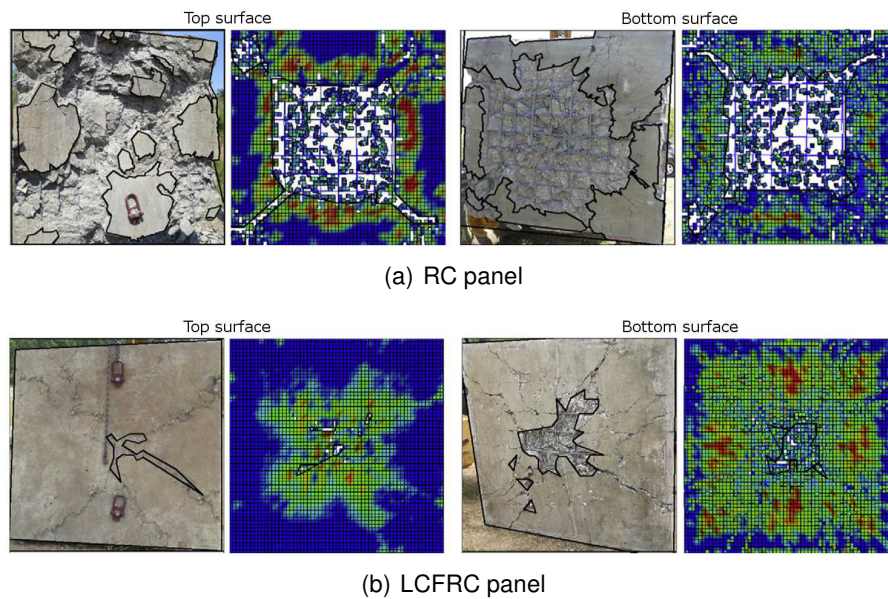 Top surface
Bottom surface
(a) RC panel
Top surface
Bottom surface
(b) LCFRC panel